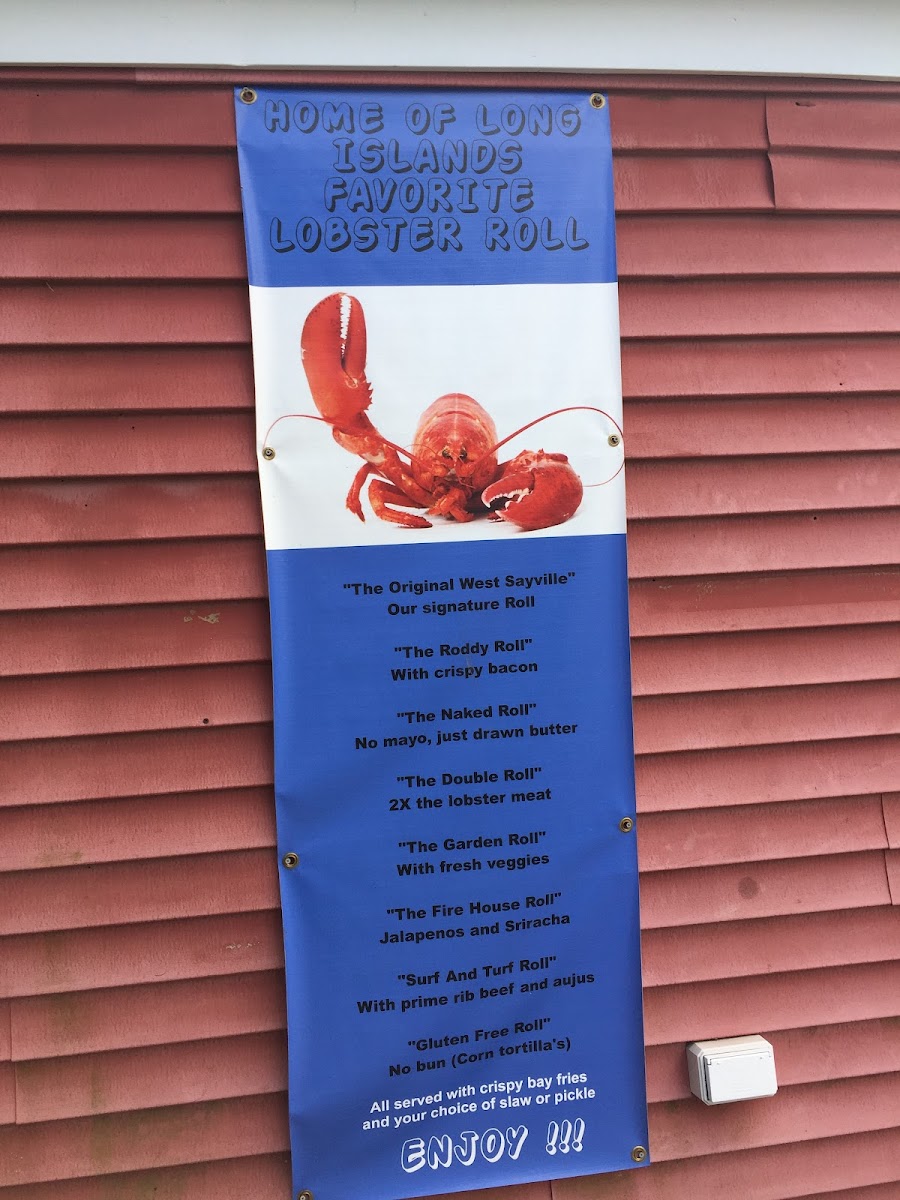 HOME OF LONG
ISLANDS
FAVORITE
LOBSTER ROLL
"The Original West Sayville"
Our signature Roll
"The Roddy Roll"
With crispy bacon
"The Naked Roll"
No mayo, just drawn butter
"The Double Roll"
2X the lobster meat
"The Garden Roll"
With fresh veggies
"The Fire House Roll"
Jalapenos and Sriracha
"Surf And Turf Roll"
With prime rib beef and aujus
"Gluten Free Roll"
No bun (Corn tortilla's)
All served with crispy bay fries
and your choice of slaw or pickle
ENJOY !!!